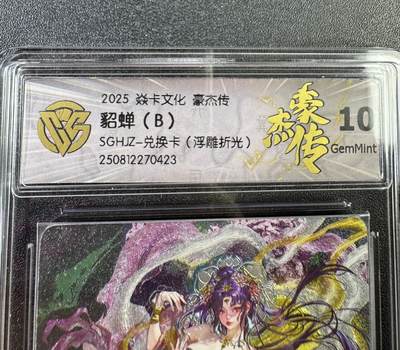 2025 焱卡文化 豪杰传
貂蝉（B）
SGHJZ-兑换卡（浮雕折光）
250812270423
豪杰传
10
GemMint